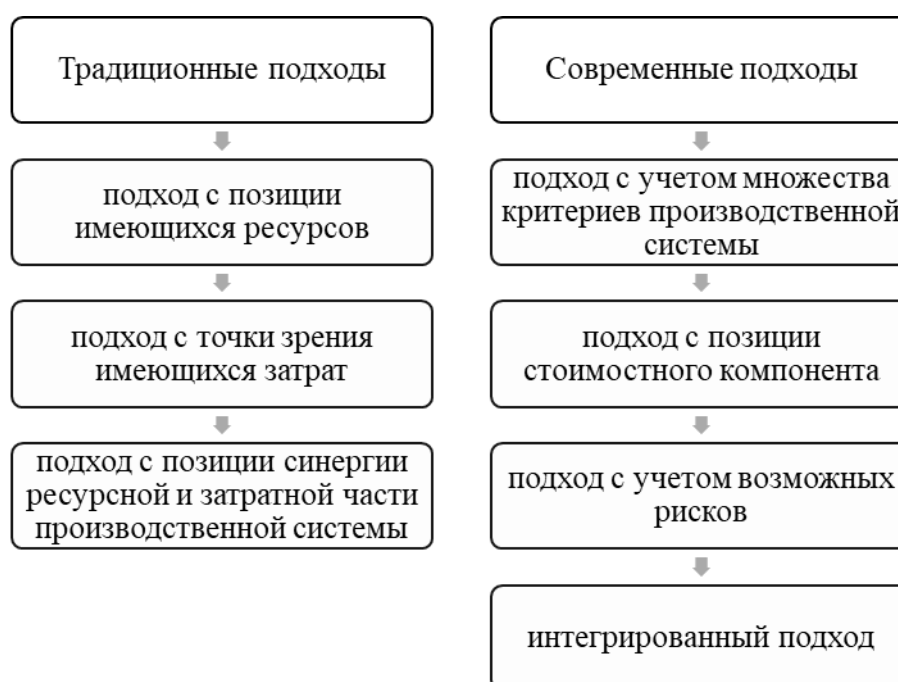 Традиционные подходы
подход с позиции
имеющихся ресурсов
подход с точки зрения
имеющихся затрат
подход с позиции синергии
ресурсной и затратной части
производственной системы
Современные подходы
подход с учетом множества
критериев производственной
системы
подход с позиции
стоимостного компонента
подход с учетом возможных
рисков
интегрированный подход